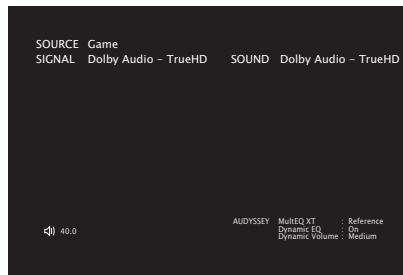 SOURCE Game
SIGNAL Dolby Audio – TrueHD SOUND Dolby Audio – TrueHD
AUDYSSEY MultEQ XT : Reference
Dynamic EQ : On
Dynamic Volume : Medium
40.0